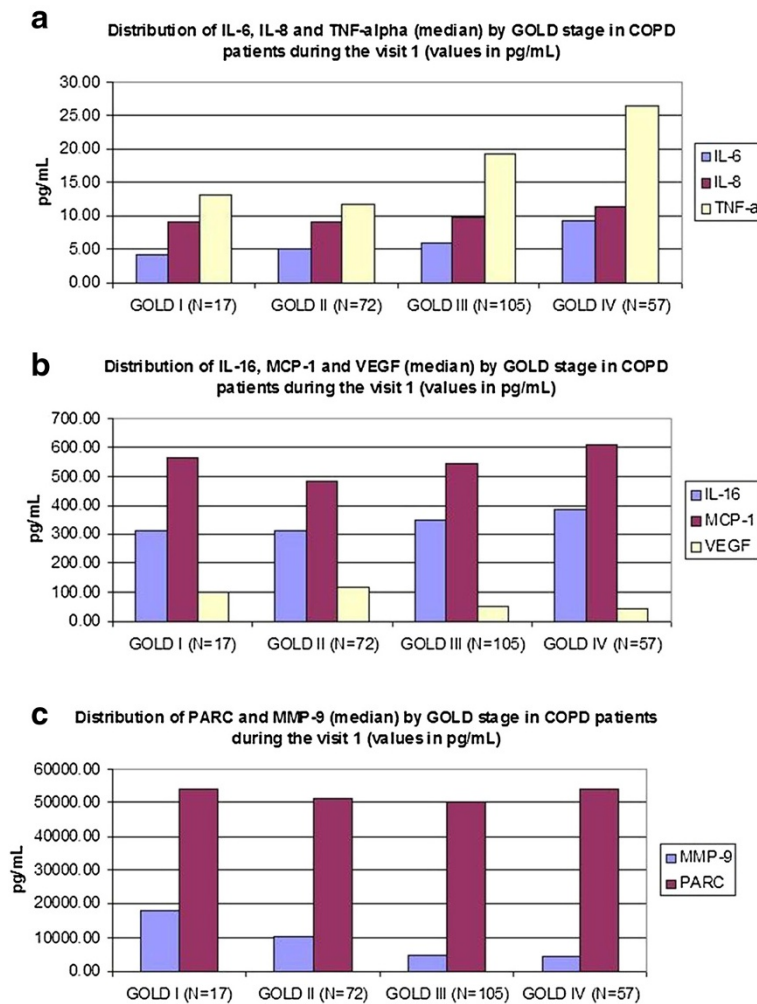 a
Distribution of IL-6, IL-8 and TNF-alpha (median) by GOLD stage in COPD
patients during the visit 1 (values in pg/mL)
30.00
25.00
20.00
15.00
10.00
5.00
0.00
pg/mL
GOLD I (N=17) GOLD II (N=72) GOLD III (N=105) GOLD IV (N=57)
IL-6
IL-8
TNF-a
b
Distribution of IL-16, MCP-1 and VEGF (median) by GOLD stage in COPD
patients during the visit 1 (values in pg/mL)
700.00
600.00
500.00
400.00
300.00
200.00
100.00
0.00
pg/mL
GOLD I (N=17) GOLD II (N=72) GOLD III (N=105) GOLD IV (N=57)
IL-16
MCP-1
VEGF
c
Distribution of PARC and MMP-9 (median) by GOLD stage in COPD patients
during the visit 1 (values in pg/mL)
60000.00
50000.00
40000.00
30000.00
20000.00
10000.00
0.00
pg/mL
GOLD I (N=17) GOLD II (N=72) GOLD III (N=105) GOLD IV (N=57)
MMP-9
PARC